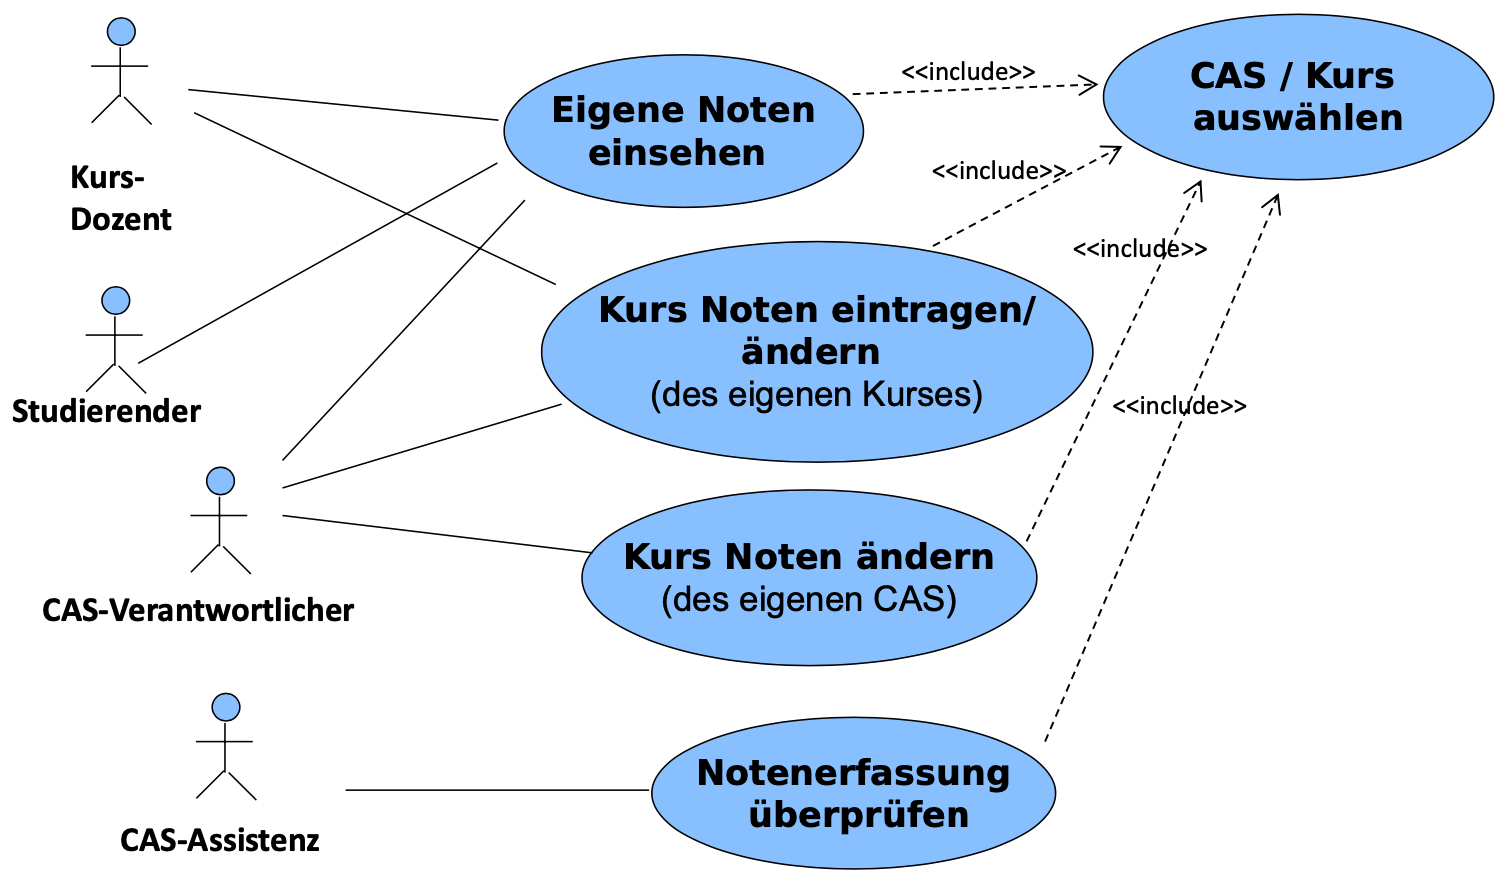 Kurs-
Dozent
Studierender
CAS-Verantwortlicher
CAS-Assistenz
Eigene Noten
einsehen
Kurs Noten eintragen/
ändern
(des eigenen Kurses)
Kurs Noten ändern
(des eigenen CAS)
Notenerfassung
überprüfen
<<include>>
<<include>>
<<include>>
<<include>>
CAS / Kurs
auswählen